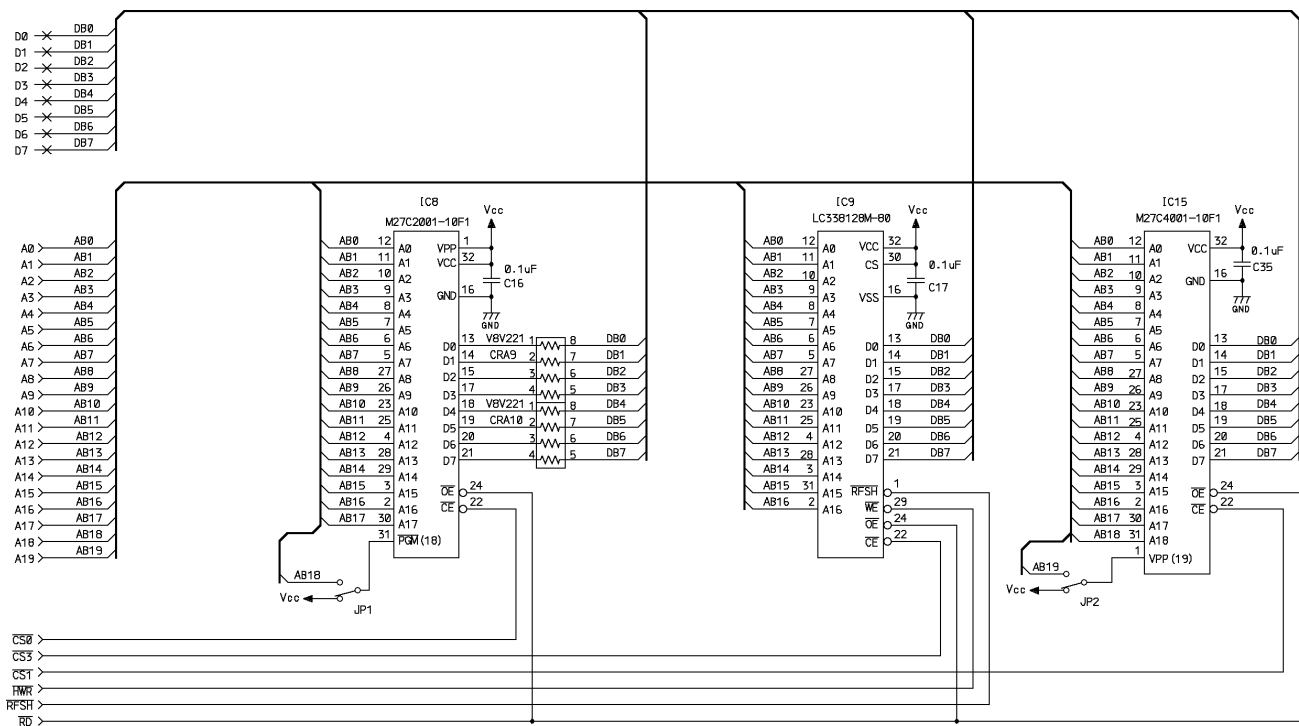 D0 DB0
D1 DB1
D2 DB2
D3 DB3
D4 DB4
D5 DB5
D6 DB6
D7 DB7
A0 AB0
A1 AB1
A2 AB2
A3 AB3
A4 AB4
A5 AB5
A6 AB6
A7 AB7
A8 AB8
A9 AB9
A10 AB10
A11 AB11
A12 AB12
A13 AB13
A14 AB14
A15 AB15
A16 AB16
A17 AB17
A18 AB18
A19 AB19
IC8
M27C2001-10F1
Vcc
AB0 12 A0 VPP 1
AB1 11 A1 VCC 32
AB2 10 A2
0.1uF
C16
AB3 9 A3 GND 16
AB4 8 A4
GND
AB5 7 A5
AB6 6 A6 D0 13 V8V221 1 8 DB0
AB7 5 A7 D1 14 CRA9 2 7 DB1
AB8 27 A8 D2 15 3 6 DB2
AB9 26 A9 D3 17 4 5 DB3
AB10 23 A10 D4 18 V8V221 1 8 DB4
AB11 25 A11 D5 19 CRA10 2 7 DB5
AB12 4 A12 D6 20 3 6 DB6
AB13 28 A13 D7 21 4 5 DB7
AB14 29 A14
AB15 3 A15 OE 24
AB16 2 A16 CE 22
AB17 30 A17
31 PGM(18)
AB18
Vcc
JP1
IC9
LC338128M-80
Vcc
AB0 12 A0 VCC 32
AB1 11 A1 CS 30
AB2 10 A2
0.1uF
C17
AB3 9 A3 VSS 16
AB4 8 A4
GND
AB5 7 A5
AB6 6 A6 D0 13 DB0
AB7 5 A7 D1 14 DB1
AB8 27 A8 D2 15 DB2
AB9 26 A9 D3 17 DB3
AB10 23 A10 D4 18 DB4
AB11 25 A11 D5 19 DB5
AB12 4 A12 D6 20 DB6
AB13 28 A13 D7 21 DB7
AB14 3 A14
AB15 31 A15 RFSH 1
AB16 2 A16 WE 29
OE 24
CE 22
IC15
M27C4001-10F1
Vcc
AB0 12 A0 VCC 32
AB1 11 A1
0.1uF
C35
AB2 10 A2 GND 16
AB3 9 A3
GND
AB4 8 A4
AB5 7 A5
AB6 6 A6 D0 13 DB0
AB7 5 A7 D1 14 DB1
AB8 27 A8 D2 15 DB2
AB9 26 A9 D3 17 DB3
AB10 23 A10 D4 18 DB4
AB11 25 A11 D5 19 DB5
AB12 4 A12 D6 20 DB6
AB13 28 A13 D7 21 DB7
AB14 29 A14
AB15 3 A15 OE 24
AB16 2 A16 CE 22
AB17 30 A17
AB18 31 A18
1 VPP(19)
AB19
Vcc
JP2
CS0
CS3
CS1
HWR
RFSH
RD